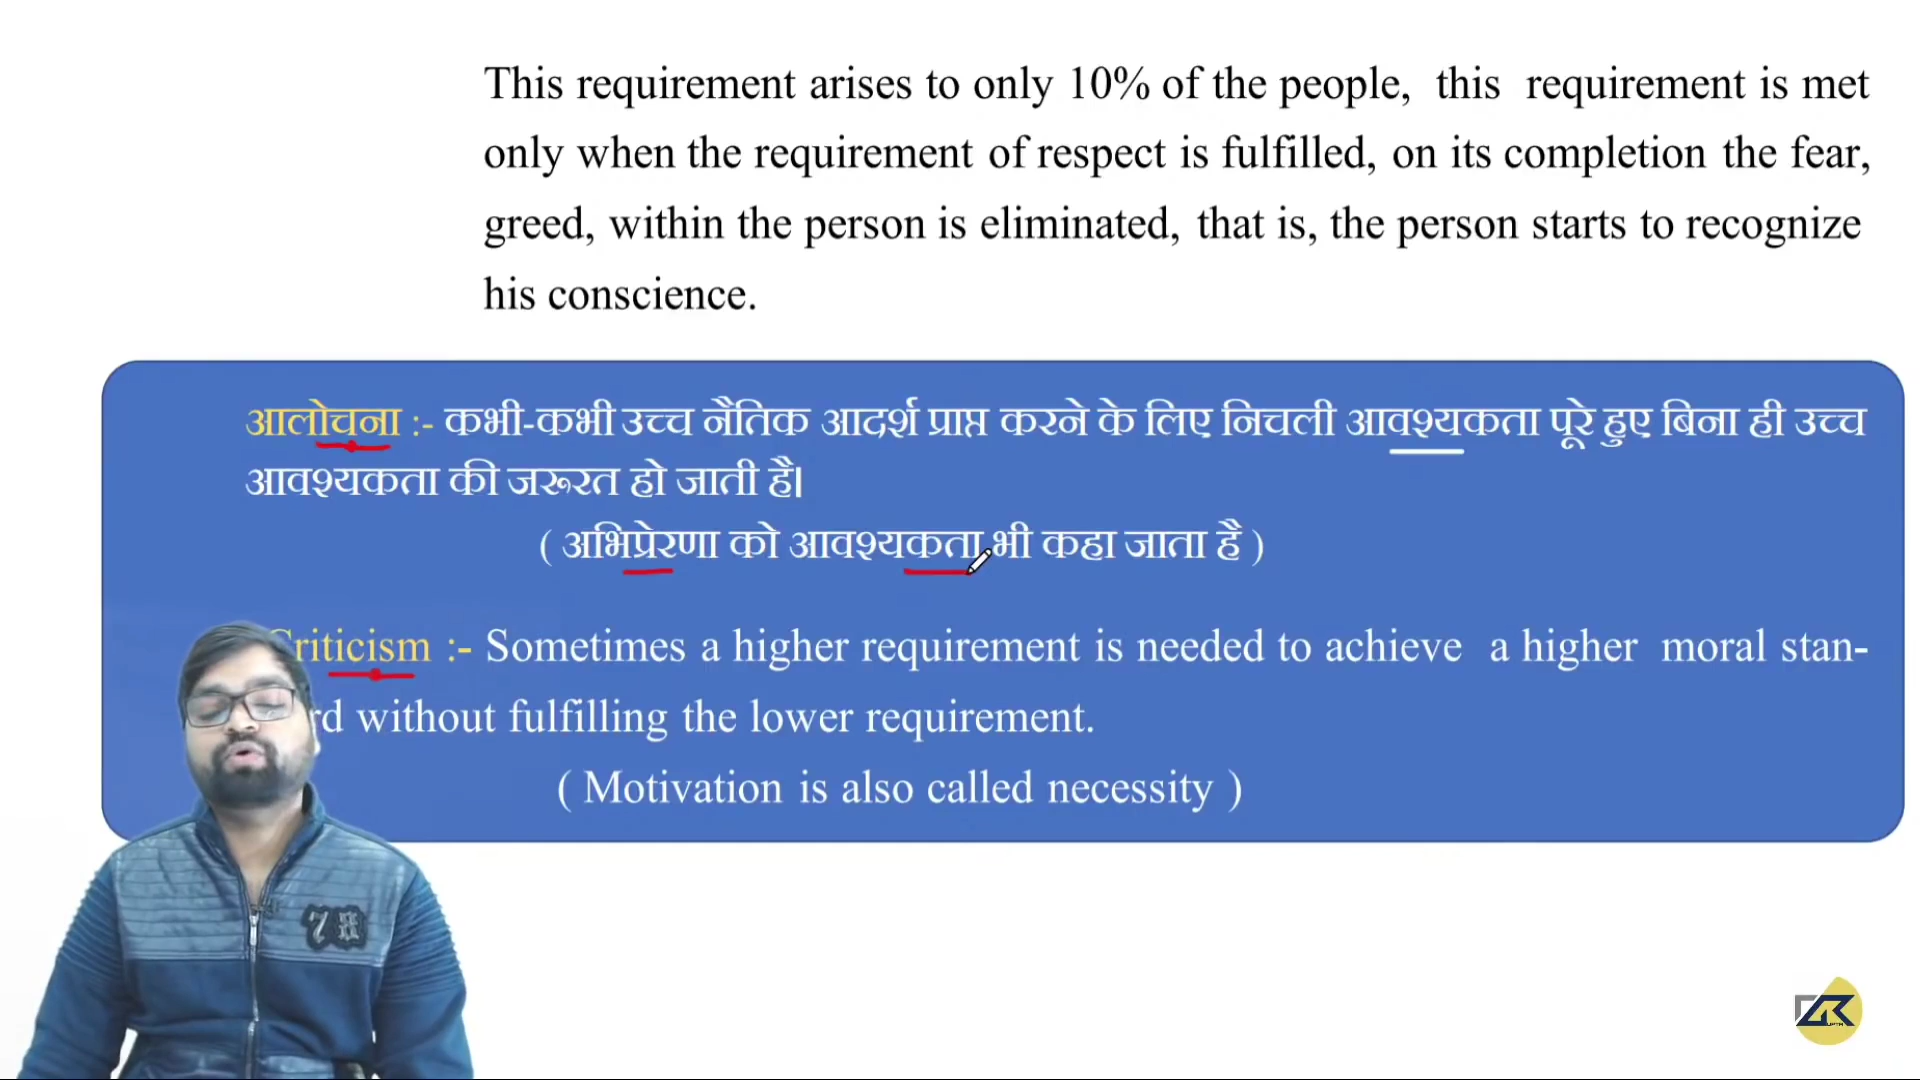 This requirement arises to only 10% of the people, this requirement is met
only when the requirement of respect is fulfilled, on its completion the fear,
greed, within the person is eliminated, that is, the person starts to recognize
his conscience.
आलोचना :- कभी-कभी उच्च नैतिक आदर्श प्राप्त करने के लिए निचली आवश्यकता पूरे हुए बिना ही उच्च
आवश्यकता की जरूरत हो जाती है।
( अभिप्रेरणा को आवश्यकता भी कहा जाता है )
Criticism :- Sometimes a higher requirement is needed to achieve a higher moral stan-
rd without fulfilling the lower requirement.
( Motivation is also called necessity )